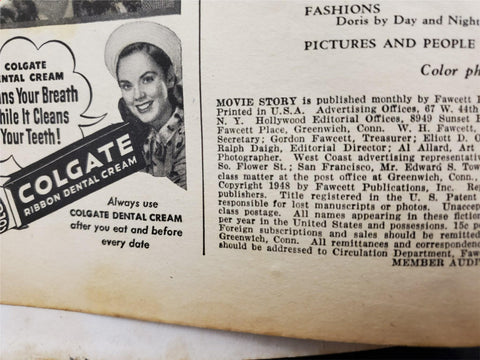 COLGATE
DENTAL CREAM
ans Your Breath
hile It Cleans
Your Teeth!
COLGATE
RIBBON DENTAL CREAM
Always use
COLGATE DENTAL CREAM
after you eat and before
every date
FASHIONS
Doris by Day and Night
PICTURES AND PEOPLE
Color ph
MOVIE STORY is published monthly by Fawcett
Printed in U.S.A. Advertising Offices, 67 W. 44th
N. Y. Hollywood Editorial Offices, 8949 Sunset
Fawcett Place, Greenwich, Conn. W. H. Fawcett,
Secretary; Gordon Fawcett, Treasurer; Eliott D. O
Ralph Daigh, Editorial Director; Al Allard, Art
Photographer. West Coast advertising representativ
So. Flower St.; San Francisco, Mr. Edward S. Tow
class matter at the post office at Greenwich, Conn.
Copyright 1948 by Fawcett Publications, Inc. Re
publishers. Title registered in the U. S. Patent
responsible for lost manuscripts or photos. Unaccep
class postage. All names appearing in these fiction
per year in the United States and possessions. 15c p
Foreign subscriptions and sales should be remitted
Greenwich, Conn. All remittances and corresponden
should be addressed to Circulation Department, Faw
MEMBER AUDI